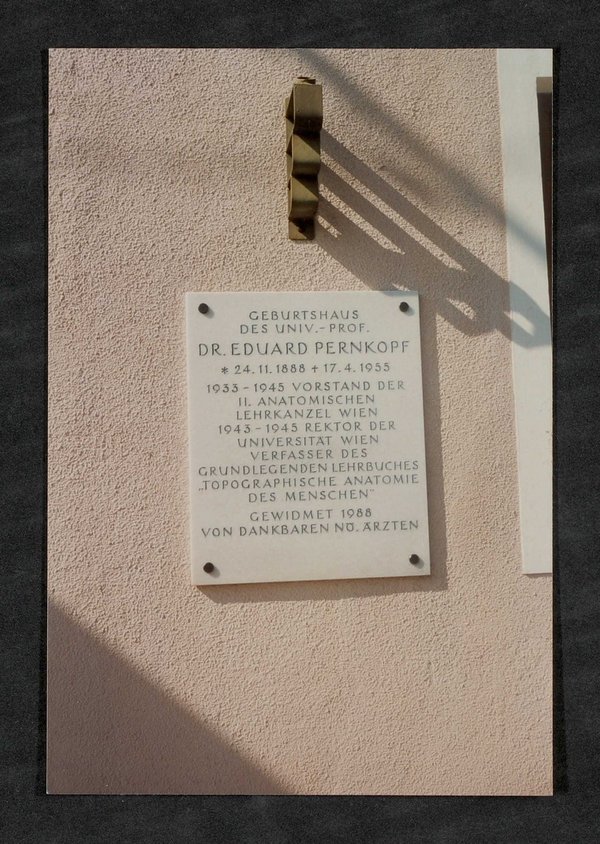 GEBURTSHAUS
DES UNIV.-PROF.
DR. EDUARD PERNKOPF
* 24.11.1888 + 17.4.1955
1933-1945 VORSTAND DER
II. ANATOMISCHEN
LEHRKANZEL WIEN
1943-1945 REKTOR DER
UNIVERSITÄT WIEN
VERFASSER DES
GRUNDLEGENDEN LEHRBUCHES
„TOPOGRAPHISCHE ANATOMIE
DES MENSCHEN"
GEWIDMET 1988
VON DANKBAREN NÖ. ÄRZTEN